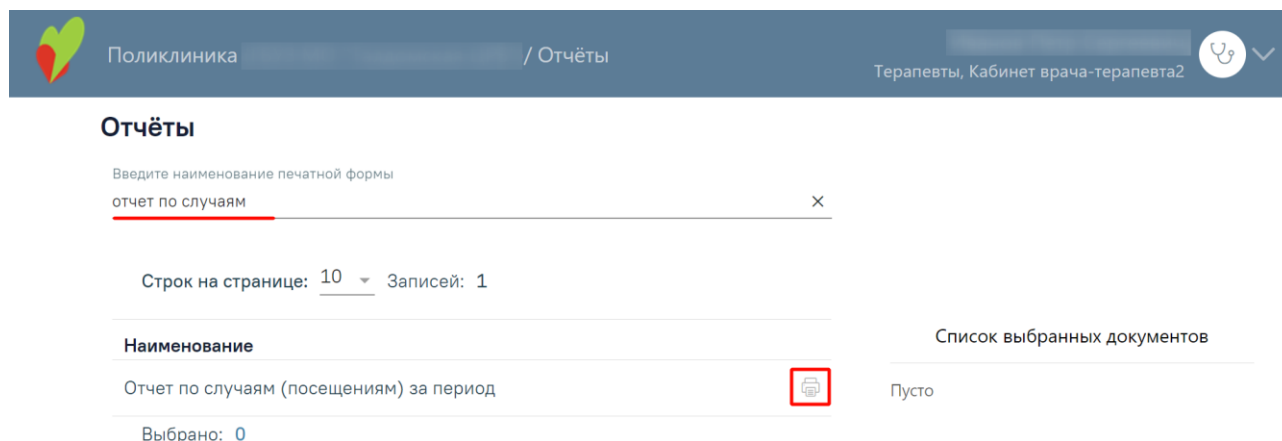 Поликлиника / Отчёты
Терапевты, Кабинет врача-терапевта2
Отчёты
Введите наименование печатной формы
отчет по случаям
Строк на странице: 10 Записей: 1
Наименование
Отчет по случаям (посещениям) за период
Выбрано: 0
Список выбранных документов
Пусто